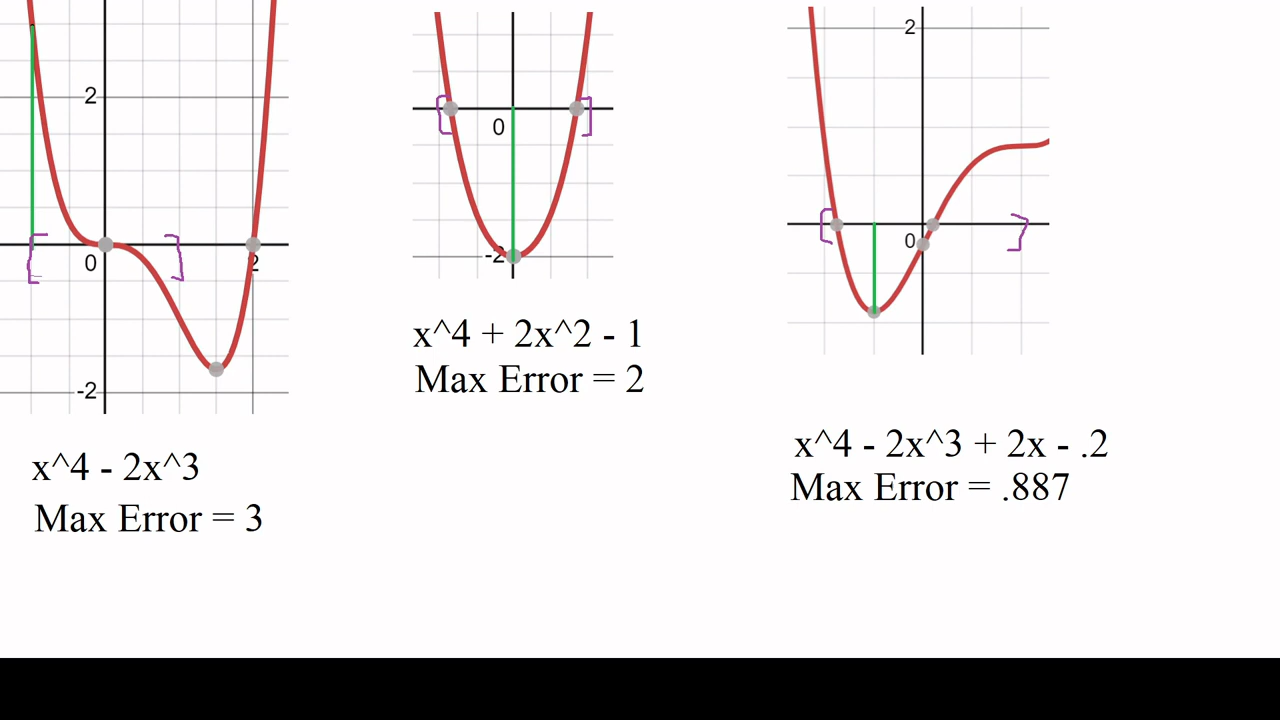 2
0
2
-2
x^4 - 2x^3
Max Error = 3
0
-2
x^4 + 2x^2 - 1
Max Error = 2
2
0
x^4 - 2x^3 + 2x - .2
Max Error = .887